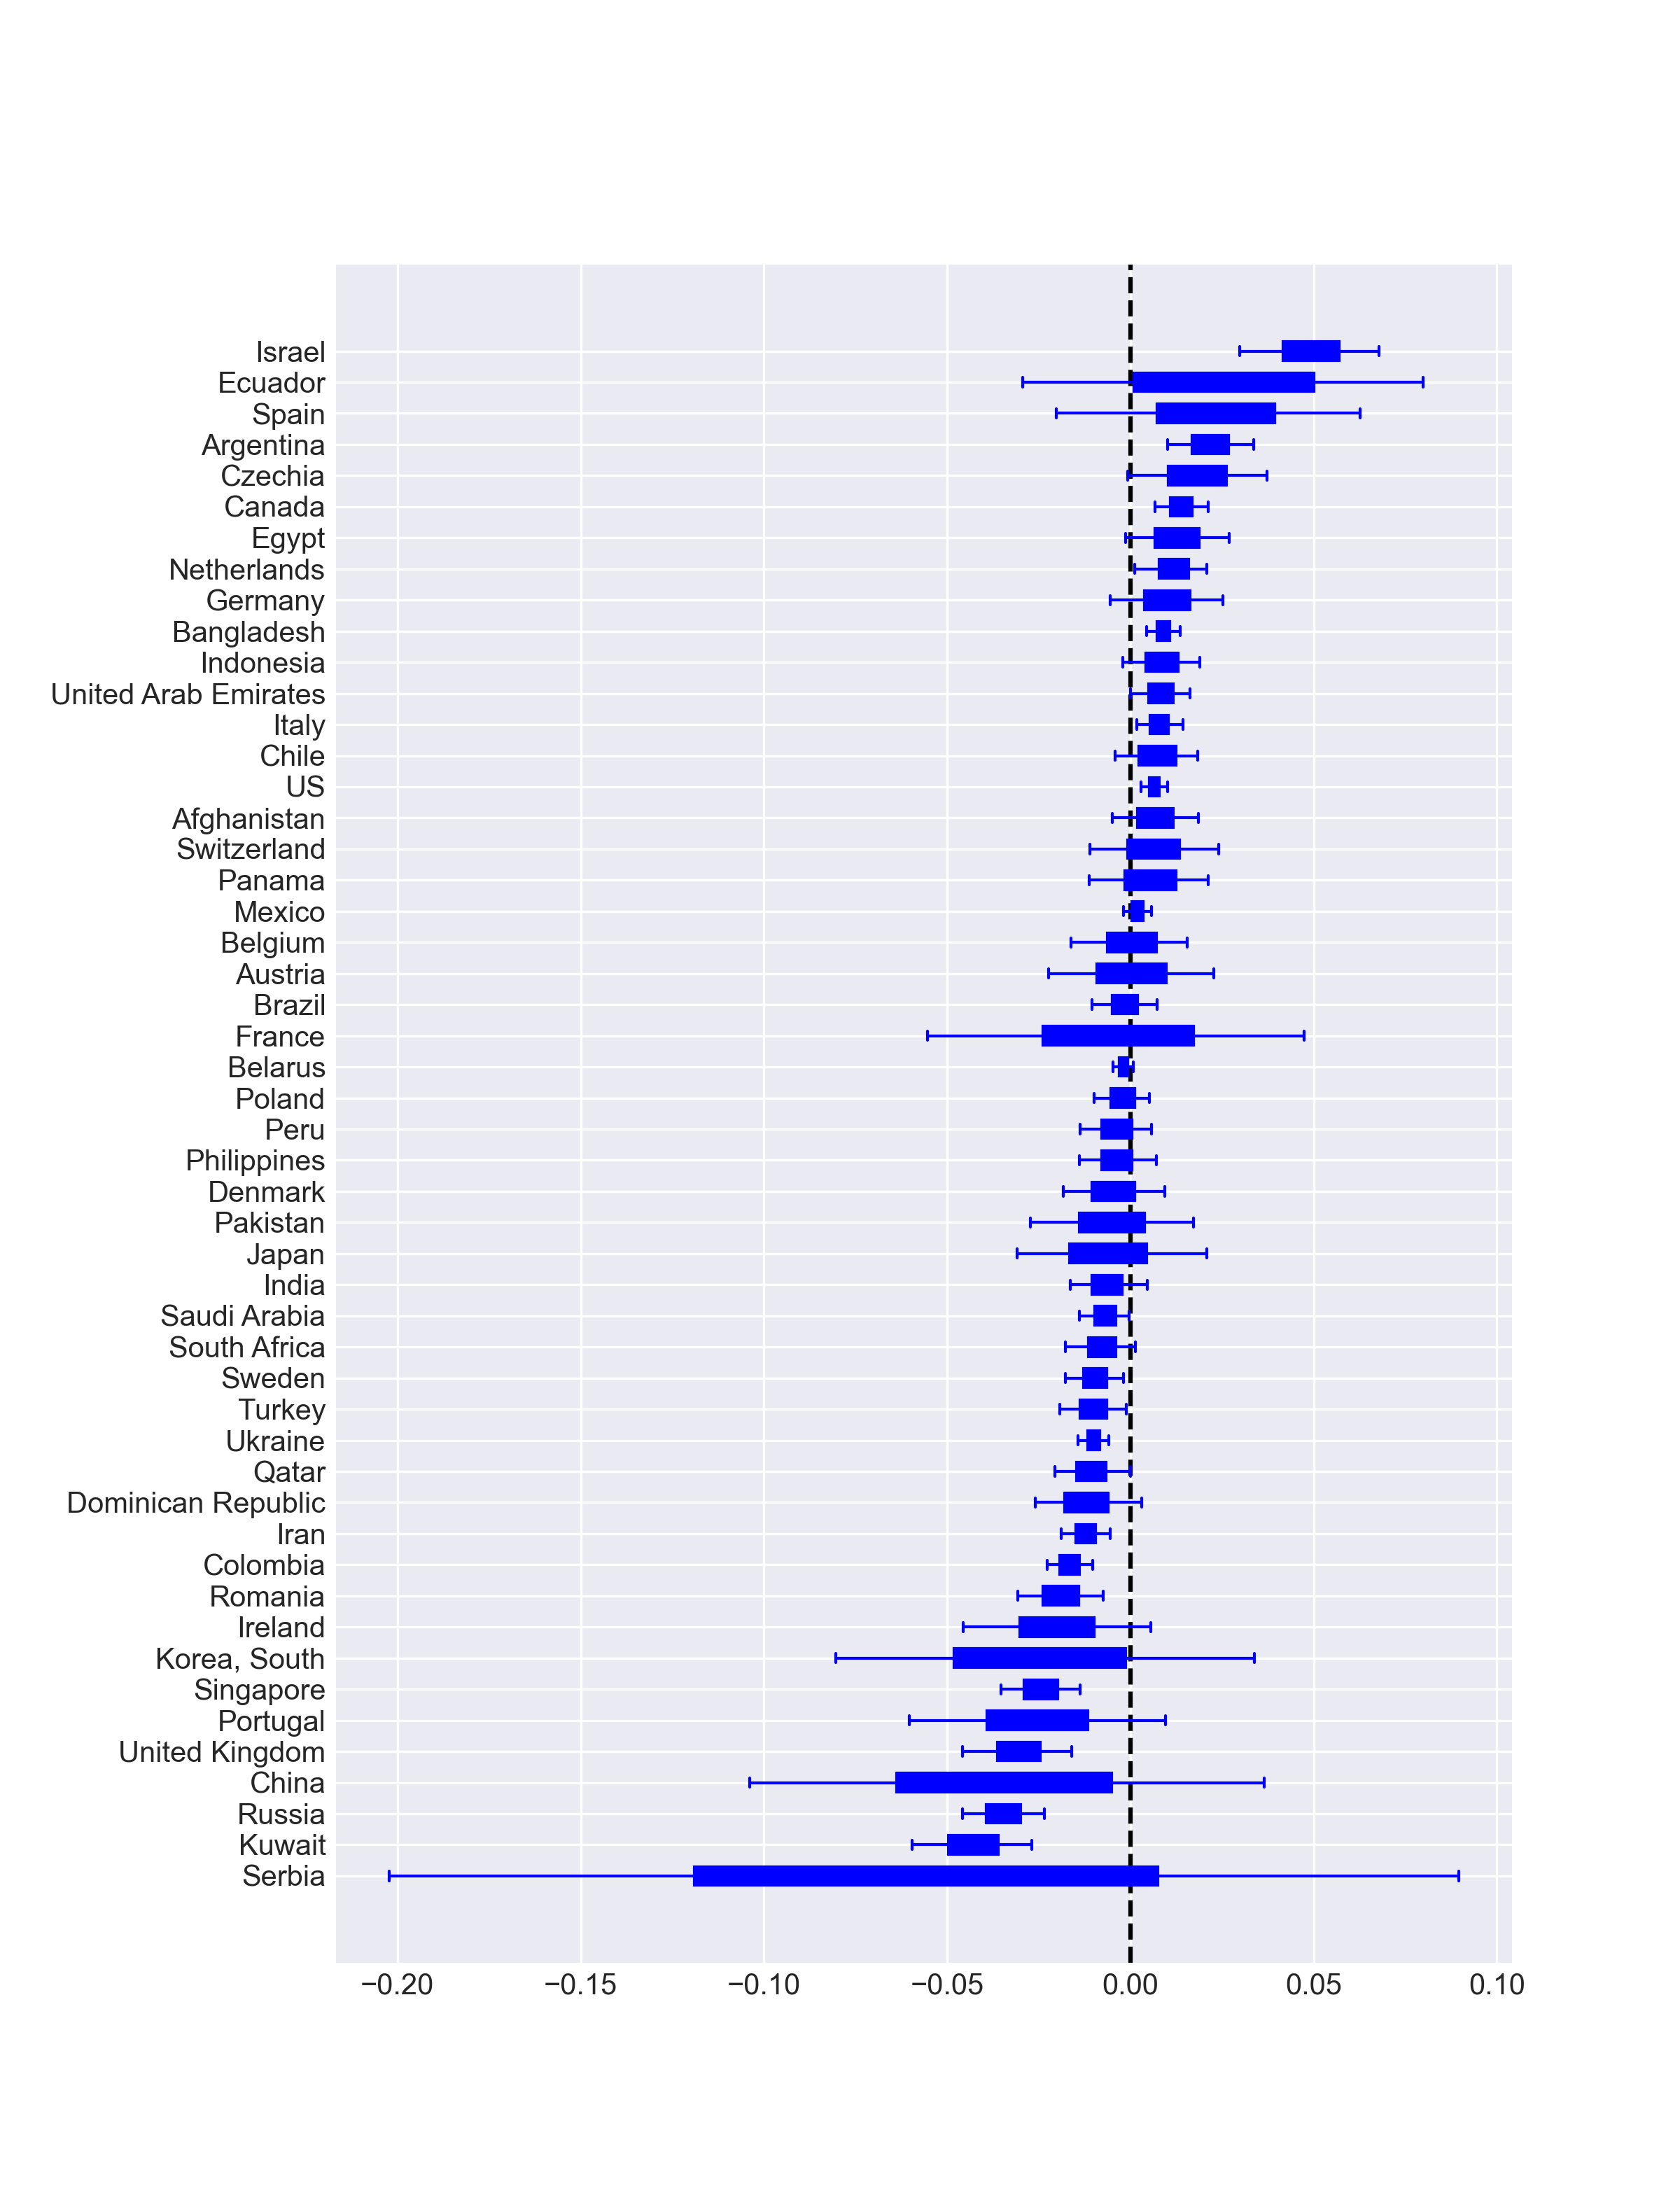 Israel
Ecuador
Spain
Argentina
Czechia
Canada
Egypt
Netherlands
Germany
Bangladesh
Indonesia
United Arab Emirates
Italy
Chile
US
Afghanistan
Switzerland
Panama
Mexico
Belgium
Austria
Brazil
France
Belarus
Poland
Peru
Philippines
Denmark
Pakistan
Japan
India
Saudi Arabia
South Africa
Sweden
Turkey
Ukraine
Qatar
Dominican Republic
Iran
Colombia
Romania
Ireland
Korea, South
Singapore
Portugal
United Kingdom
China
Russia
Kuwait
Serbia
−0.20 −0.15 −0.10 −0.05 0.00 0.05 0.10